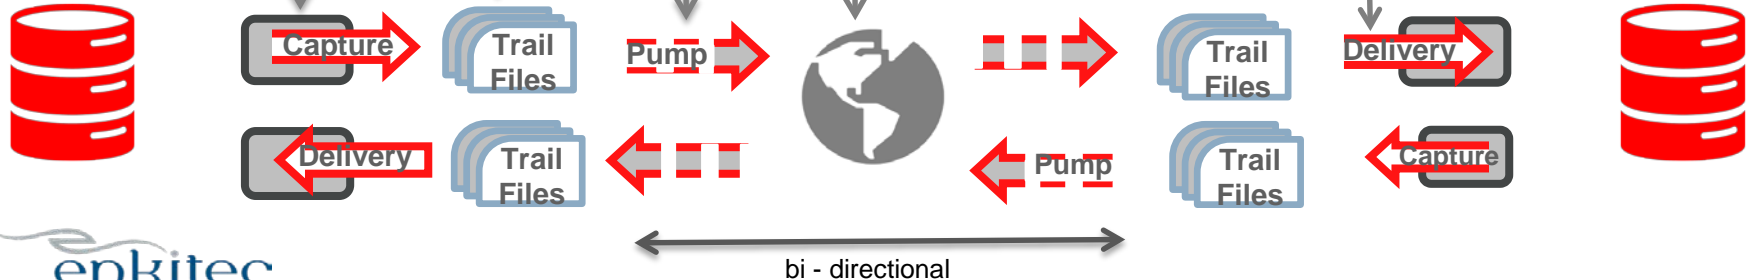 Capture
Trail
Files
Pump
Trail
Files
Delivery
Delivery
Trail
Files
Pump
Trail
Files
Capture
enkitec
bi - directional